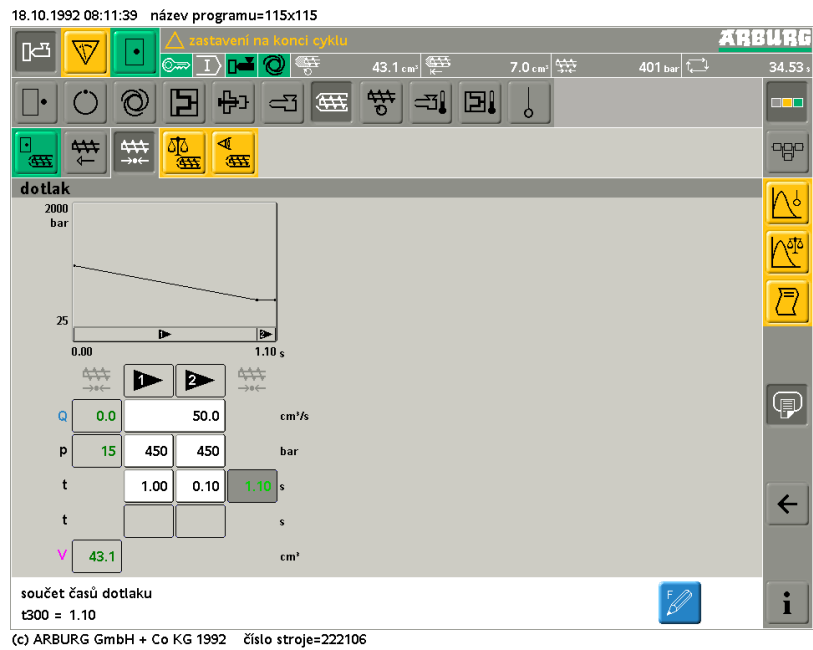 18.10.1992 08:11:39 název programu=115x115
zastavení na konci cyklu
ARBURG
43.1 cm³ 7.0 cm³ 401 bar 34.53 s
dotlak
2000
bar
25
1 2
0.00 1.10 s
1 2
Q 0.0 50.0 cm³/s
p 15 450 450 bar
t 1.00 0.10 1.10 s
t s
V 43.1 cm³
součet časů dotlaku
t300 = 1.10
F
i
(c) ARBURG GmbH + Co KG 1992 číslo stroje=222106